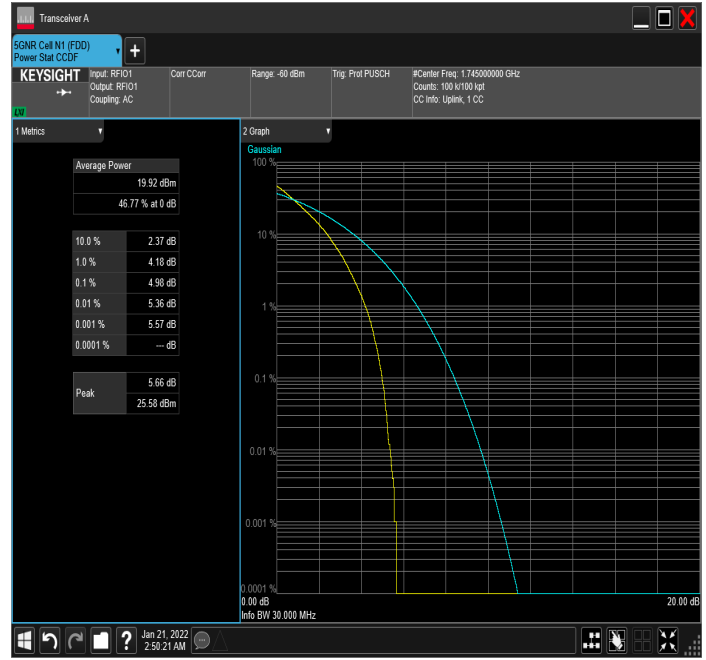 Transceiver A
5GNR Cell N1 (FDD)
Power Stat CCDF
KEYSIGHT
Input: RFIO1
Output: RFIO1
Coupling: AC
Corr CCorr
Range: -60 dBm
Trig: Prot PUSCH
#Center Freq: 1.745000000 GHz
Counts: 100 k/100 kpt
CC Info: Uplink, 1 CC
1 Metrics
Average Power
19.92 dBm
46.77 % at 0 dB
10.0 % 2.37 dB
1.0 % 4.18 dB
0.1 % 4.98 dB
0.01 % 5.36 dB
0.001 % 5.57 dB
0.0001 % --- dB
Peak
5.66 dB
25.58 dBm
2 Graph
Gaussian
100 %
10 %
1 %
0.1 %
0.01 %
0.001 %
0.0001 %
0.00 dB
20.00 dB
Info BW 30.000 MHz
Jan 21, 2022
2:50:21 AM